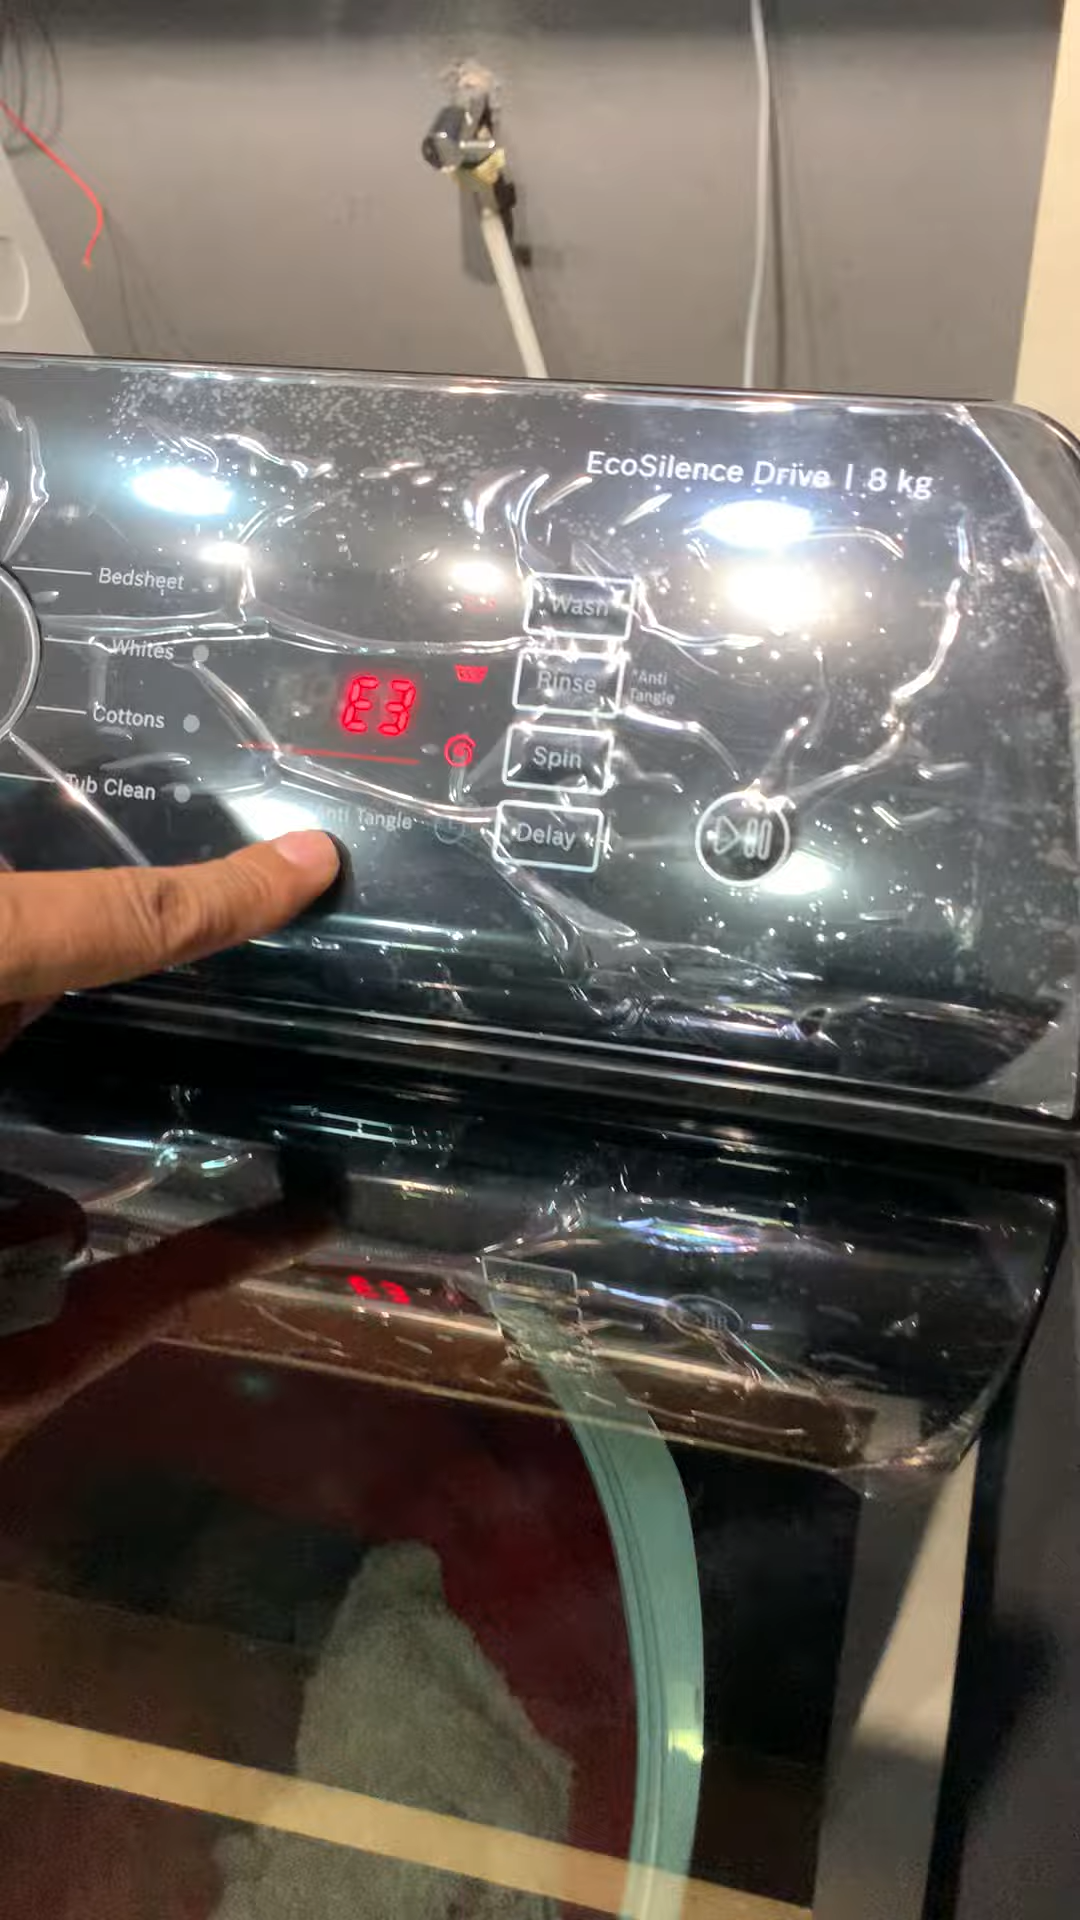 EcoSilence Drive | 8 kg
Bedsheet
Wash
Whites
Rinse
*Anti
Tangle
E3
Cottons
Spin
Tub Clean
Anti Tangle
Delay